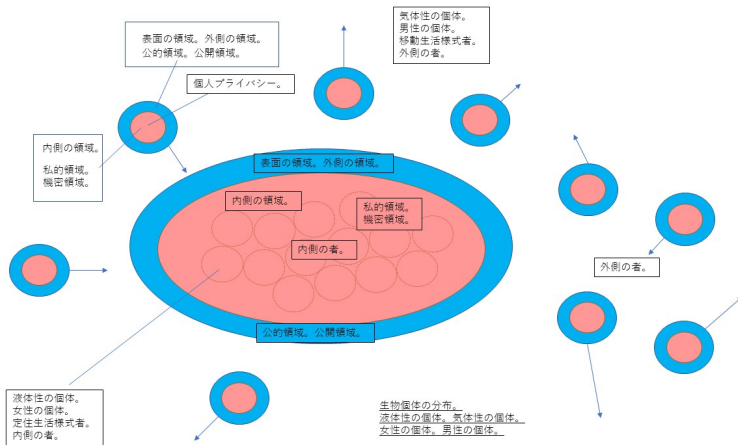 気体性の個体。
男性の個体。
移動生活様式者。
外側の者。
表面の領域。外側の領域。
公的領域。公開領域。
個人プライバシー。
内側の領域。
私的領域。
機密領域。
表面の領域。外側の領域。
内側の領域。
私的領域。
機密領域。
内側の者。
外側の者。
公的領域。公開領域。
液体性の個体。
女性の個体。
定住生活様式者。
内側の者。
生物個体の分布。
液体性の個体。気体性の個体。
女性の個体。男性の個体。